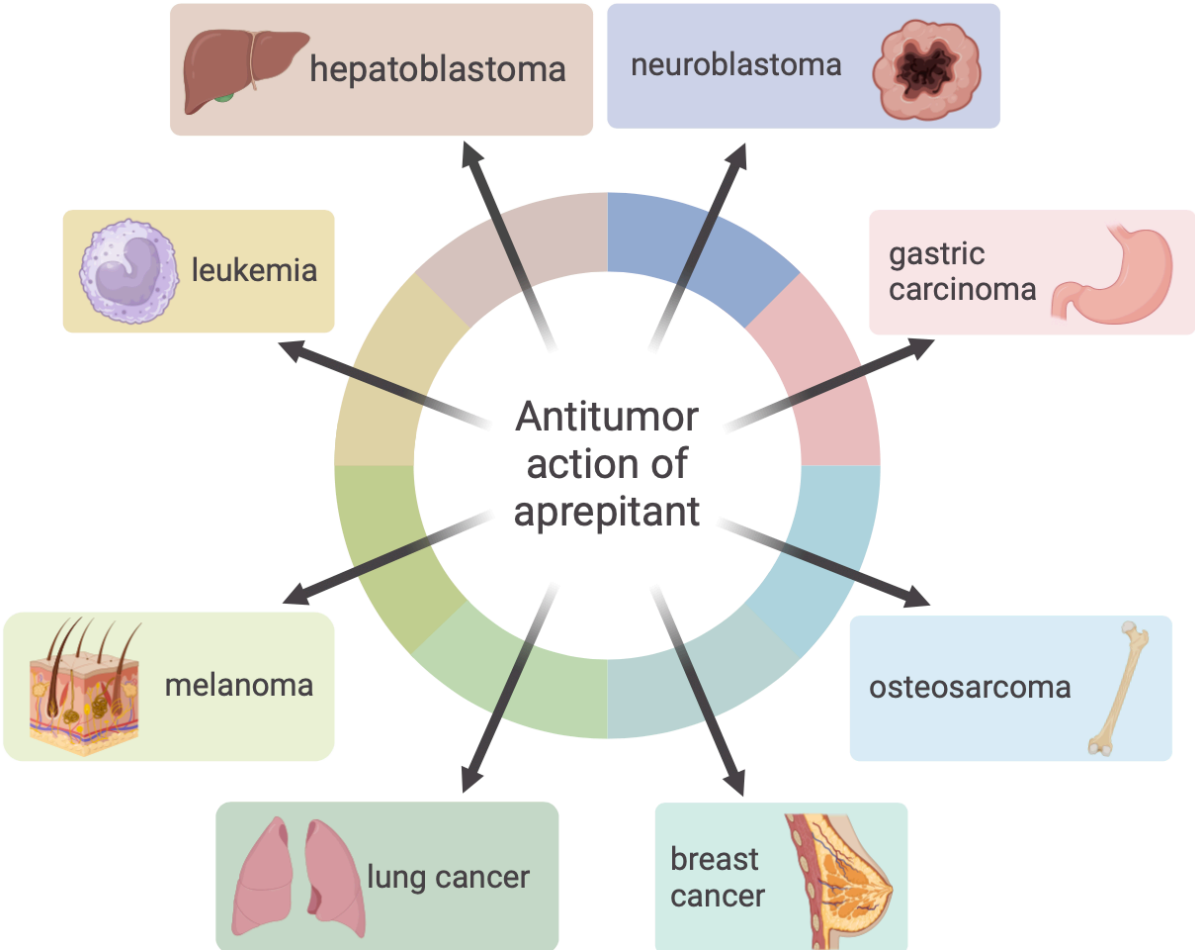 hepatoblastoma
neuroblastoma
leukemia
gastric
carcinoma
Antitumor
action of
aprepitant
melanoma
osteosarcoma
lung cancer
breast
cancer